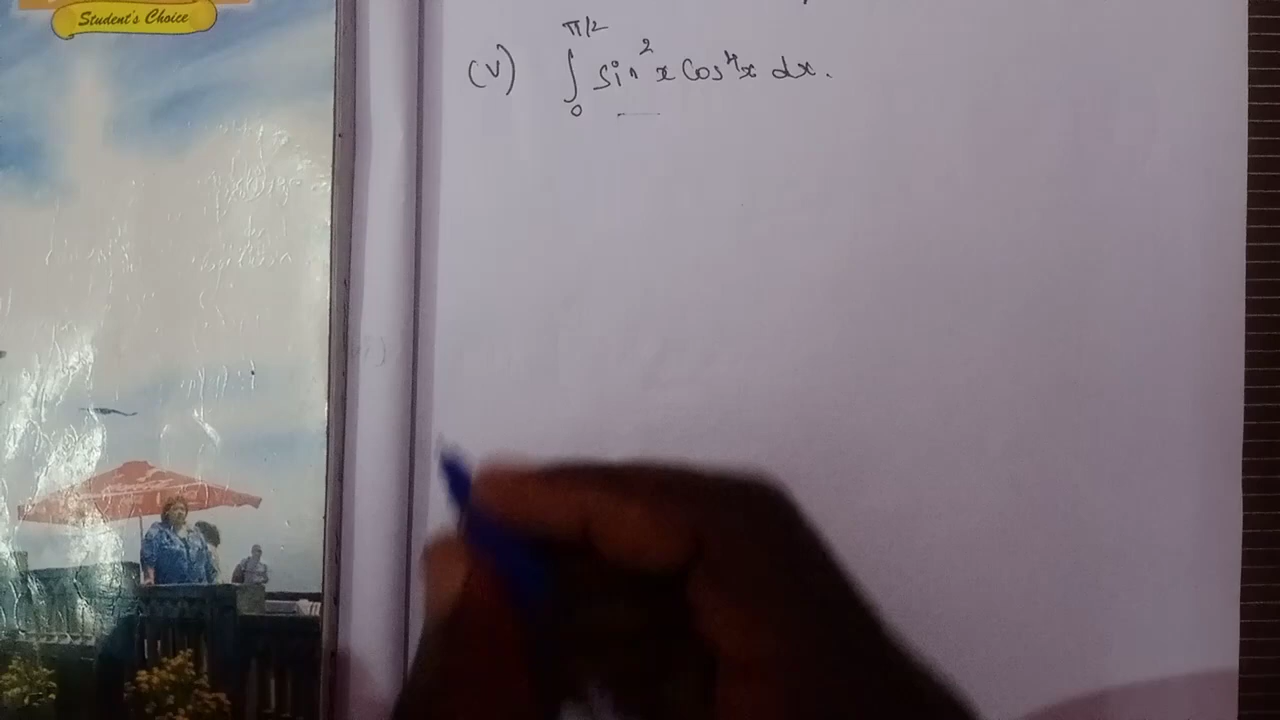 Student's Choice
π/2
(v) ∫ sin²x cos⁴x dx.
0